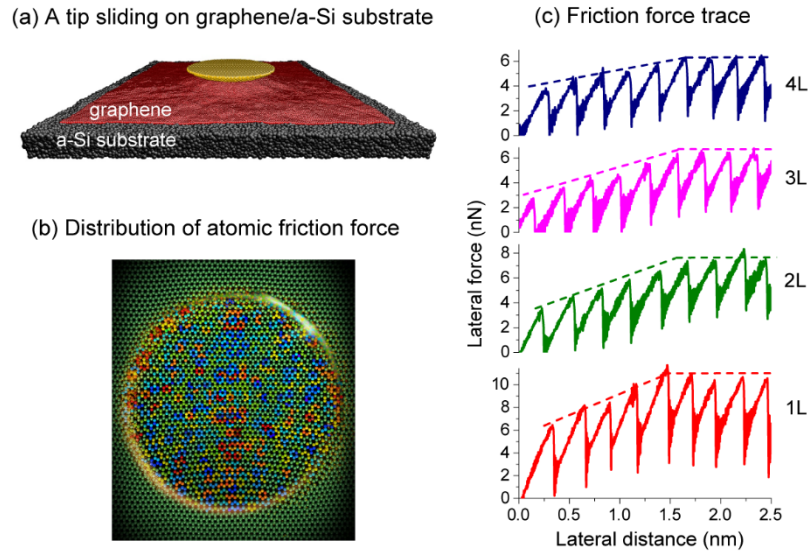 (a) A tip sliding on graphene/a-Si substrate
graphene
a-Si substrate
(b) Distribution of atomic friction force
(c) Friction force trace
Lateral force (nN)
6
4
2
0
4L
6
4
2
0
3L
8
6
4
2
0
2L
10
8
6
4
2
0
1L
0.0 0.5 1.0 1.5 2.0 2.5
Lateral distance (nm)